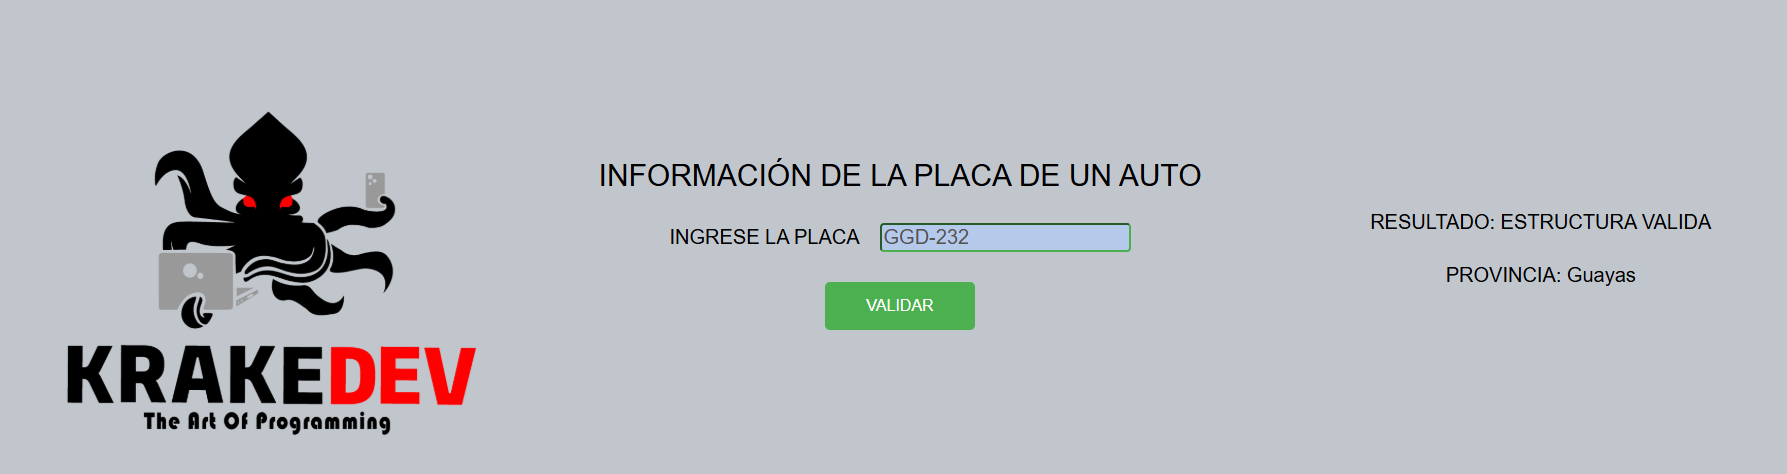 KRAKEDEV
The Art Of Programming
INFORMACIÓN DE LA PLACA DE UN AUTO
INGRESE LA PLACA GGD-232
VALIDAR
RESULTADO: ESTRUCTURA VALIDA
PROVINCIA: Guayas